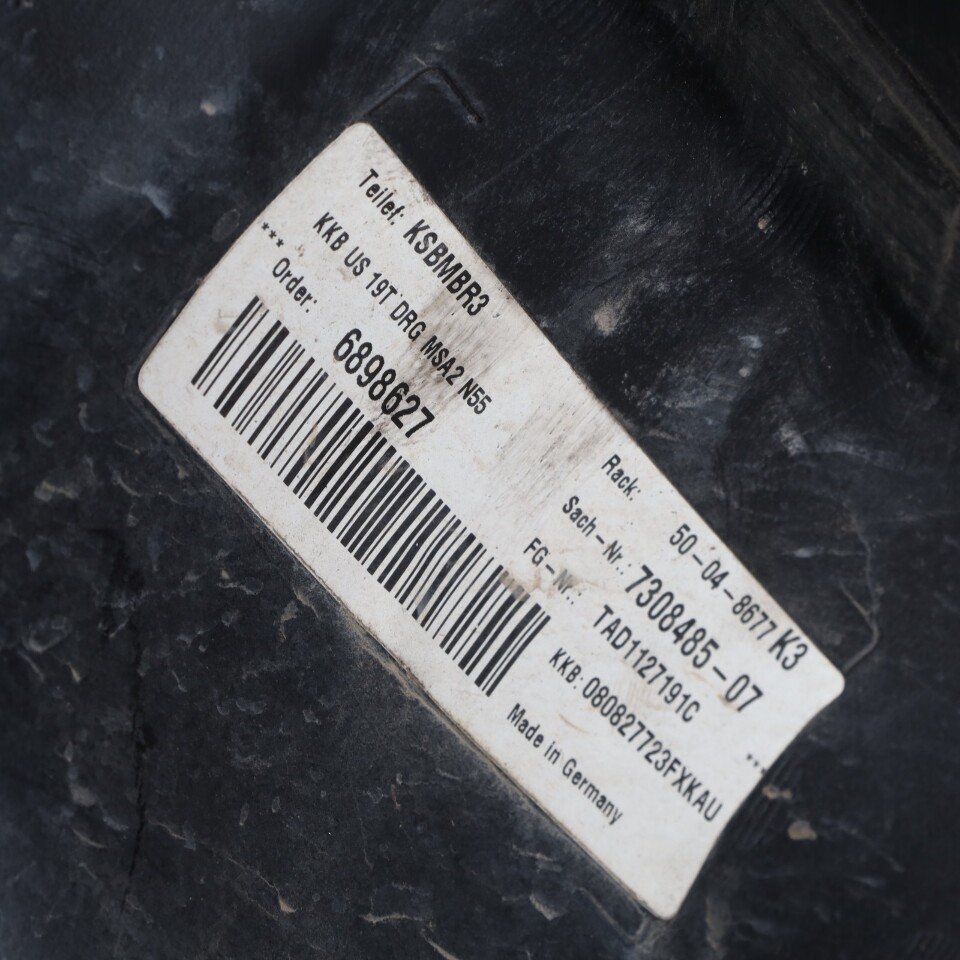 Teilef: KSBMBR3
KKB US 19T DRG MSA2 N55
***
Order: 6898627
Rack: 50-04-8677 K3
Sach-Nr.: 7308485-07
FG-Nr.: TAD1127191C
KKB: 080827723FXKAU
***
Made in Germany